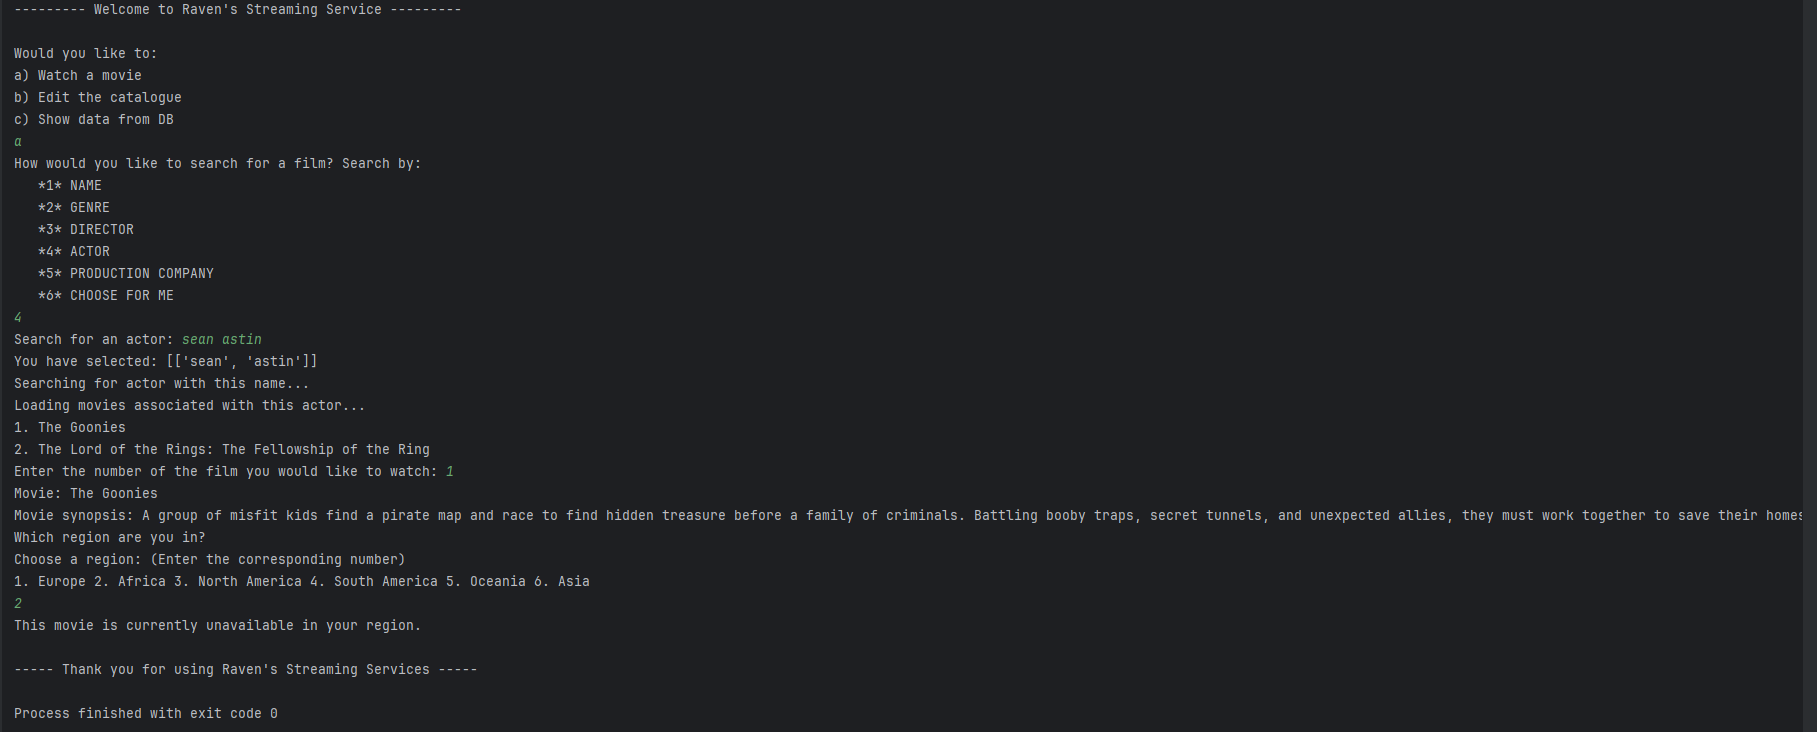 --------- Welcome to Raven's Streaming Service ---------
Would you like to:
a) Watch a movie
b) Edit the catalogue
c) Show data from DB
a
How would you like to search for a film? Search by:
   *1* NAME
   *2* GENRE
   *3* DIRECTOR
   *4* ACTOR
   *5* PRODUCTION COMPANY
   *6* CHOOSE FOR ME
4
Search for an actor: sean astin
You have selected: [['sean', 'astin']]
Searching for actor with this name...
Loading movies associated with this actor...
1. The Goonies
2. The Lord of the Rings: The Fellowship of the Ring
Enter the number of the film you would like to watch: 1
Movie: The Goonies
Movie synopsis: A group of misfit kids find a pirate map and race to find hidden treasure before a family of criminals. Battling booby traps, secret tunnels, and unexpected allies, they must work together to save their homes
Which region are you in?
Choose a region: (Enter the corresponding number)
1. Europe 2. Africa 3. North America 4. South America 5. Oceania 6. Asia
2
This movie is currently unavailable in your region.
----- Thank you for using Raven's Streaming Services -----
Process finished with exit code 0